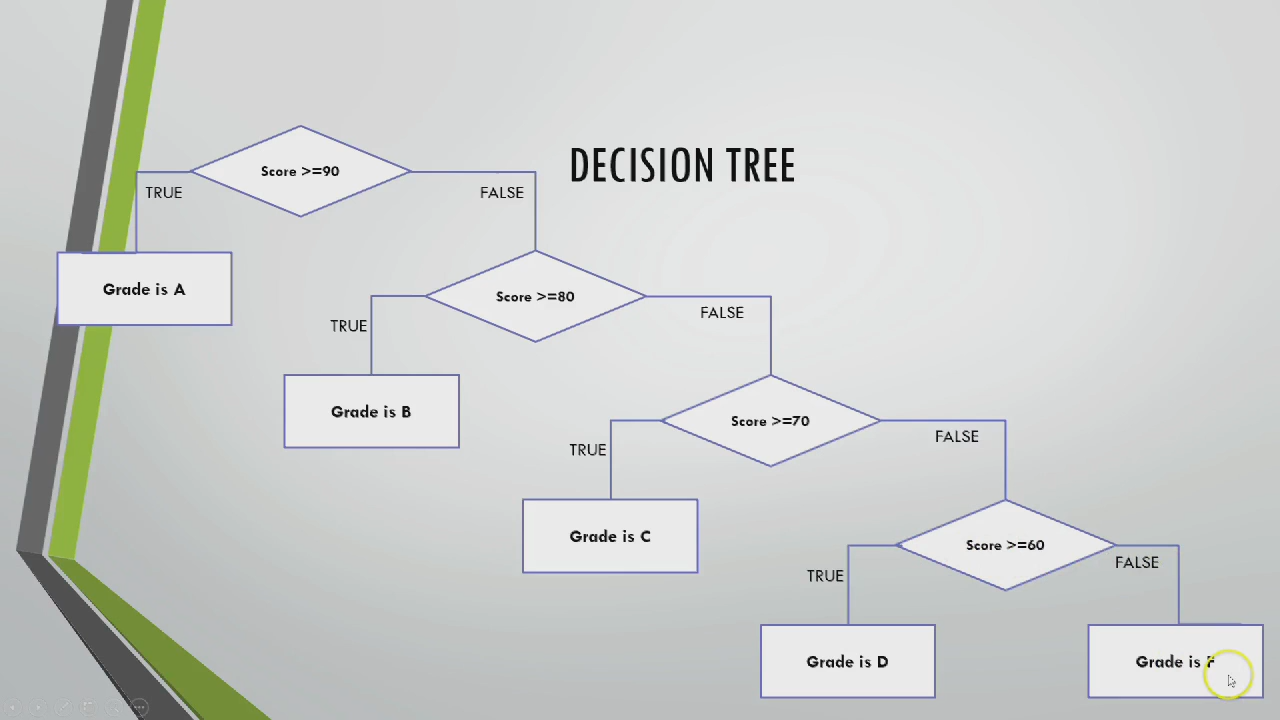 DECISION TREE
Score >=90
TRUE
FALSE
Grade is A
Score >=80
TRUE
FALSE
Grade is B
Score >=70
TRUE
FALSE
Grade is C
Score >=60
TRUE
FALSE
Grade is D
Grade is F